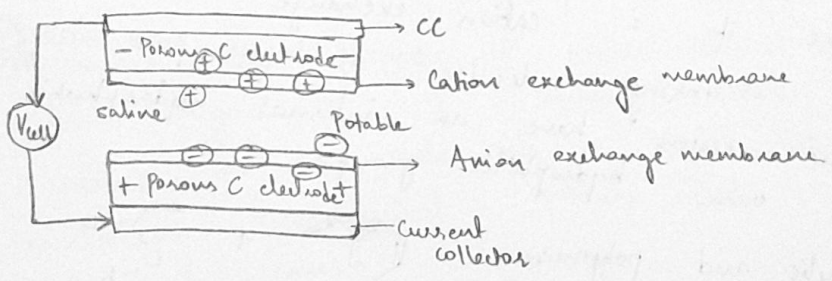 CC
- Porous C electrode -
+
+
+
+
Cation exchange membrane
saline
Vcell
Potable
-
-
-
-
Anion exchange membrane
+ Porous C electrode +
Current
collector